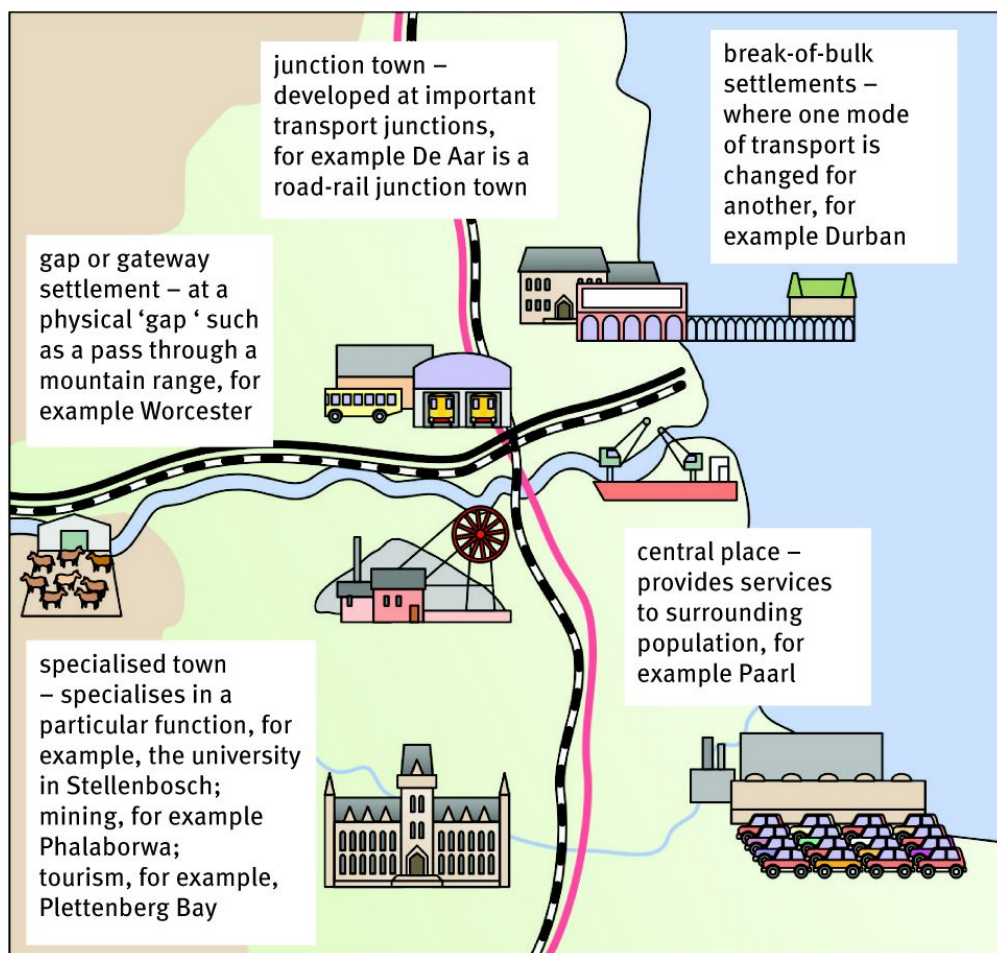 junction town –
developed at important
transport junctions,
for example De Aar is a
road-rail junction town
break-of-bulk
settlements –
where one mode
of transport is
changed for
another, for
example Durban
gap or gateway
settlement – at a
physical ‘gap ‘ such
as a pass through a
mountain range, for
example Worcester
central place –
provides services
to surrounding
population, for
example Paarl
specialised town
– specialises in a
particular function, for
example, the university
in Stellenbosch;
mining, for example
Phalaborwa;
tourism, for example,
Plettenberg Bay